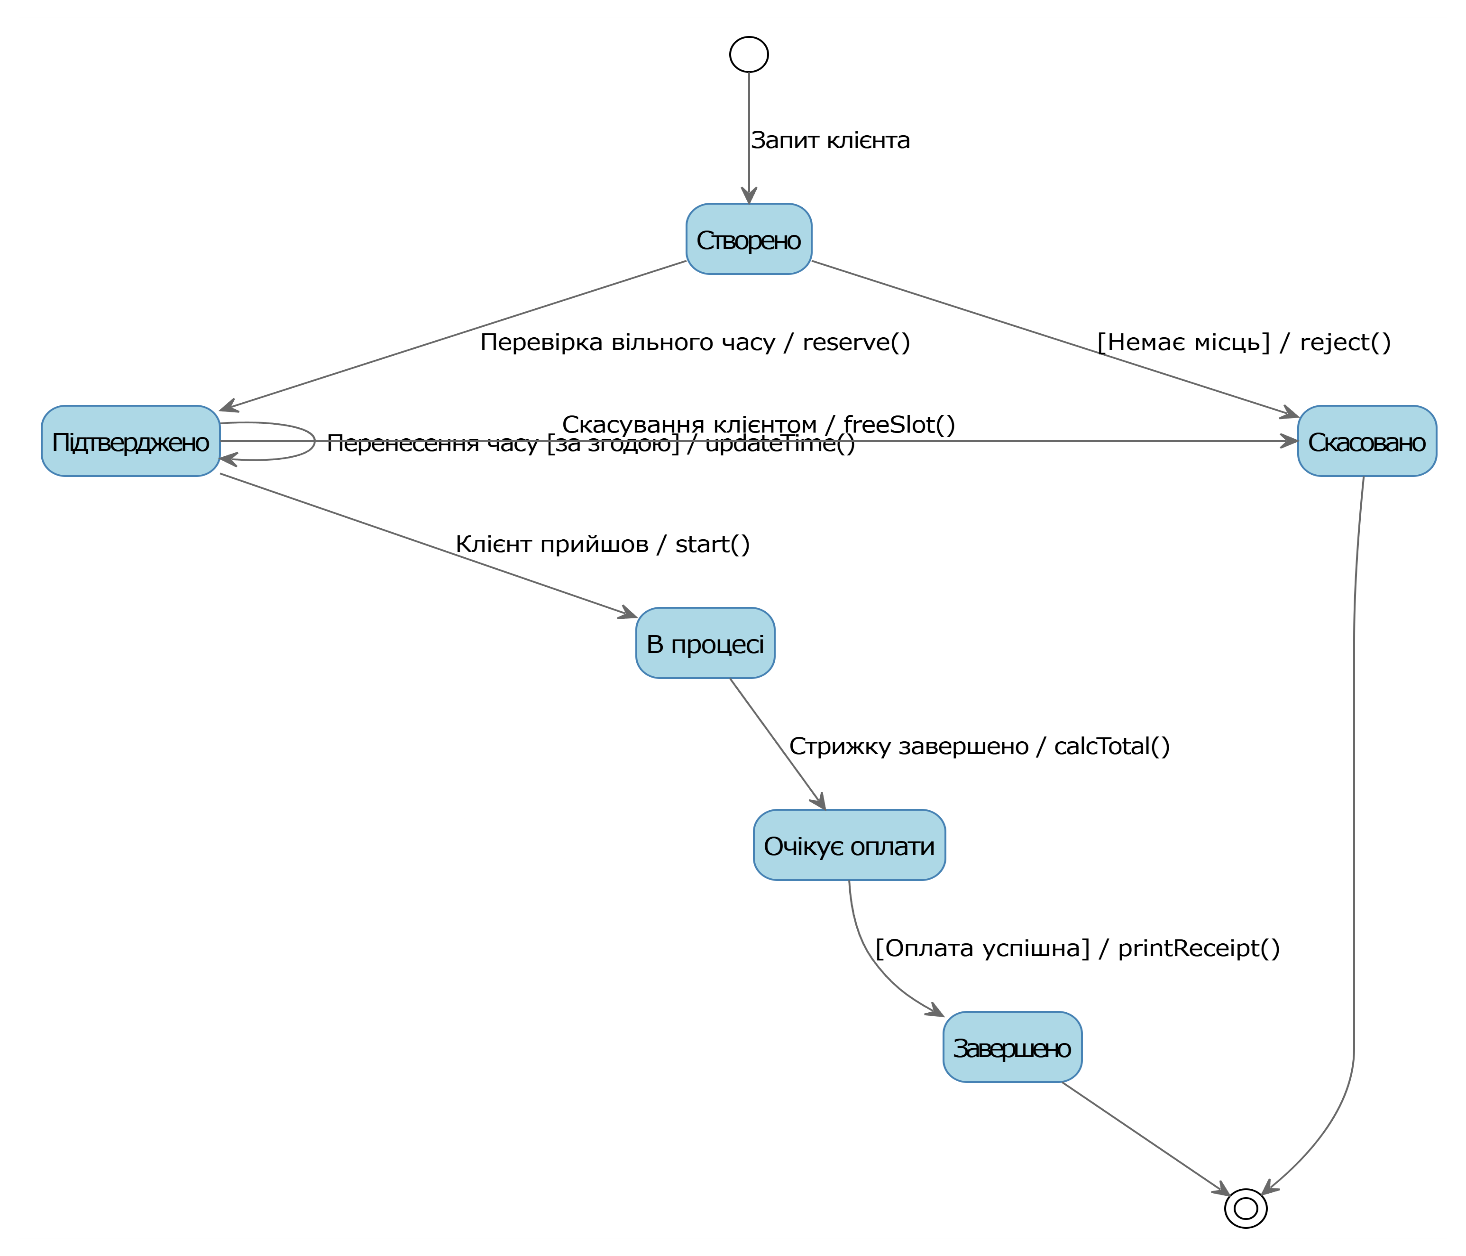 Запит клієнта
Створено
Перевірка вільного часу / reserve()
[Немає місць] / reject()
Скасування клієнтом / freeSlot()
Підтверджено
Перенесення часу [за згодою] / updateTime()
Скасовано
Клієнт прийшов / start()
В процесі
Стрижку завершено / calcTotal()
Очікує оплати
[Оплата успішна] / printReceipt()
Завершено